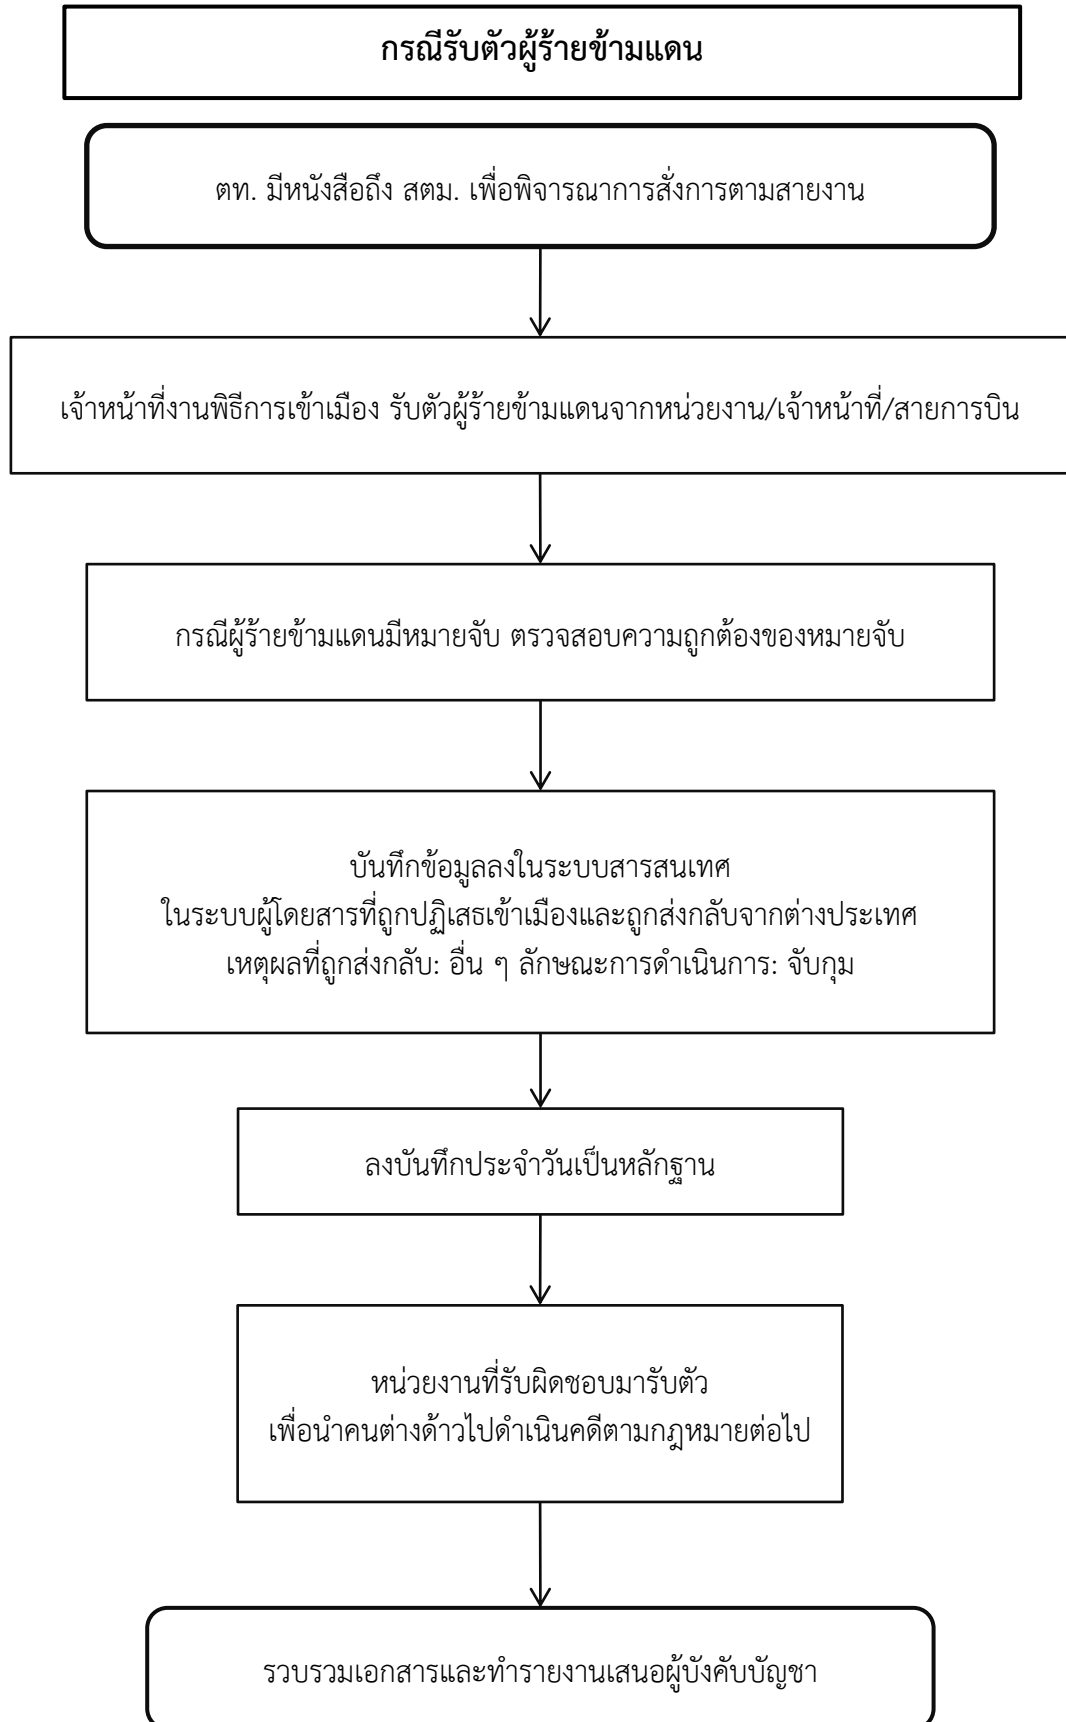 กรณีรับตัวผู้ร้ายข้ามแดน
ตท. มีหนังสือถึง สตม. เพื่อพิจารณาการสั่งการตามสายงาน
เจ้าหน้าที่งานพิธีการเข้าเมือง รับตัวผู้ร้ายข้ามแดนจากหน่วยงาน/เจ้าหน้าที่/สายการบิน
กรณีผู้ร้ายข้ามแดนมีหมายจับ ตรวจสอบความถูกต้องของหมายจับ
บันทึกข้อมูลลงในระบบสารสนเทศ
ในระบบผู้โดยสารที่ถูกปฏิเสธเข้าเมืองและถูกส่งกลับจากต่างประเทศ
เหตุผลที่ถูกส่งกลับ: อื่น ๆ ลักษณะการดำเนินการ: จับกุม
ลงบันทึกประจำวันเป็นหลักฐาน
หน่วยงานที่รับผิดชอบมารับตัว
เพื่อนำคนต่างด้าวไปดำเนินคดีตามกฎหมายต่อไป
รวบรวมเอกสารและทำรายงานเสนอผู้บังคับบัญชา